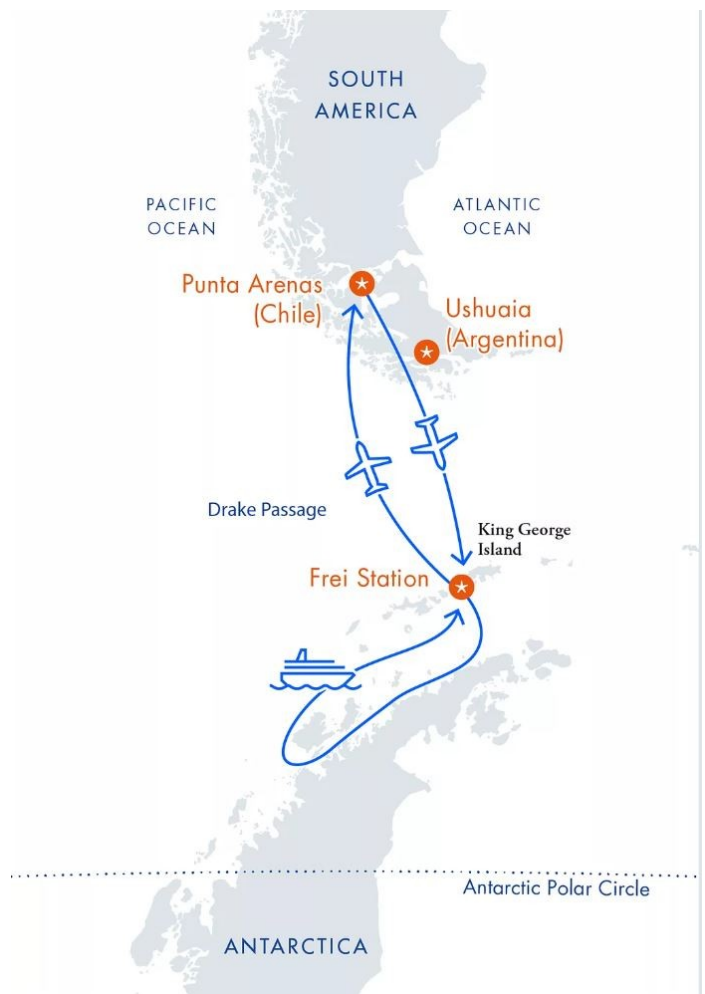 SOUTH
AMERICA
PACIFIC
OCEAN
ATLANTIC
OCEAN
Punta Arenas
(Chile)
Ushuaia
(Argentina)
Drake Passage
King George
Island
Frei Station
Antarctic Polar Circle
ANTARCTICA